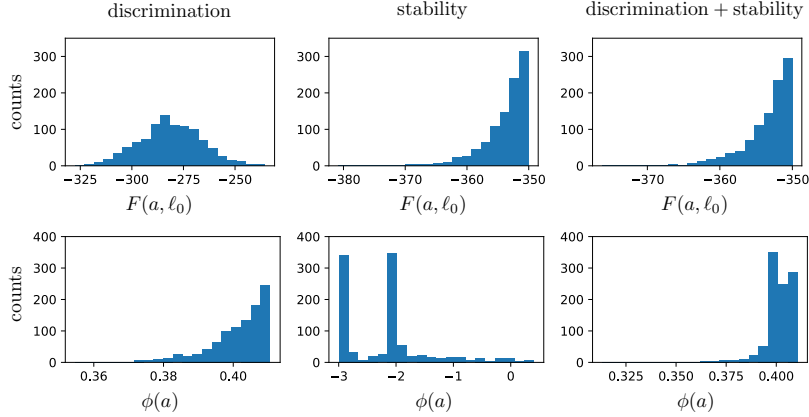 discrimination stability discrimination + stability
counts
300
200
100
0
−325 −300 −275 −250
F(a, ℓ₀)
300
200
100
0
−380 −370 −360 −350
F(a, ℓ₀)
300
200
100
0
−370 −360 −350
F(a, ℓ₀)
counts
400
300
200
100
0
0.36 0.38 0.40
ϕ(a)
400
300
200
100
0
−3 −2 −1 0
ϕ(a)
400
300
200
100
0
0.325 0.350 0.375 0.400
ϕ(a)